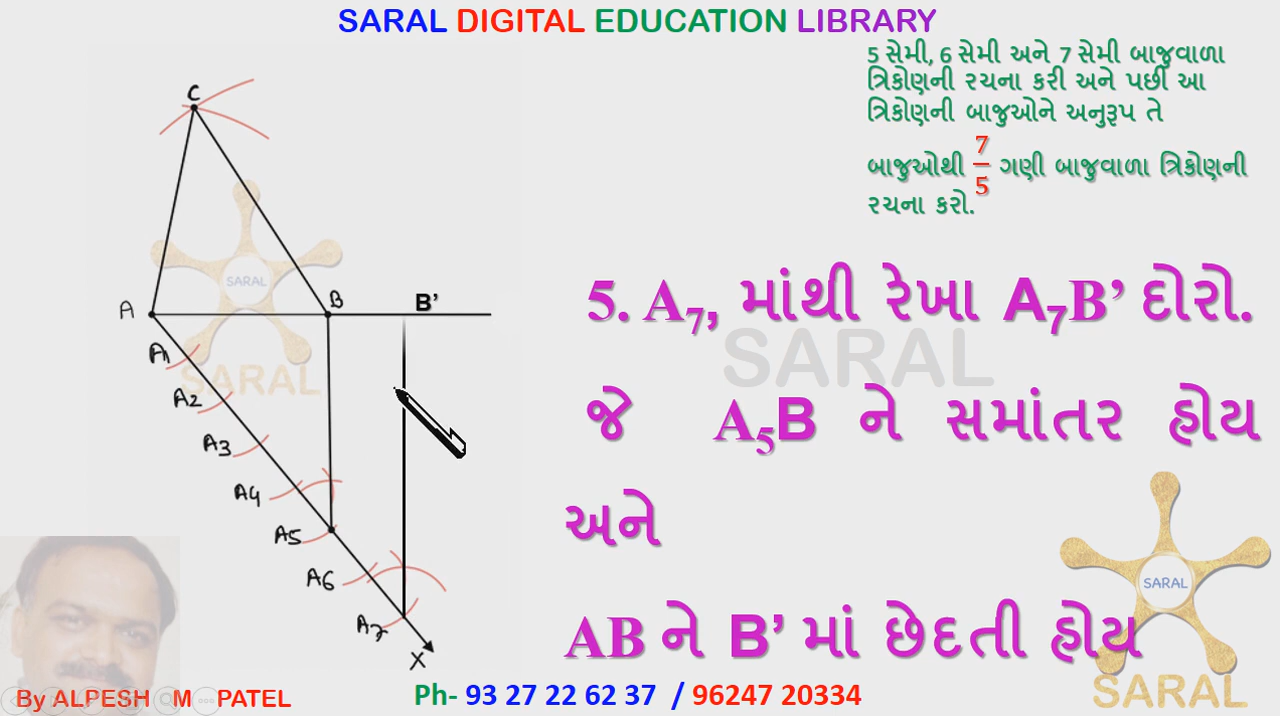 SARAL DIGITAL EDUCATION LIBRARY
5 સેમી, 6 સેમી અને 7 સેમી બાજુવાળા
ત્રિકોણની રચના કરી અને પછી આ
ત્રિકોણની બાજુઓને અનુરૂપ તે
બાજુઓથી 7/5 ગણી બાજુવાળા ત્રિકોણની
રચના કરો.
C
A
B
B’
A1
A2
A3
A4
A5
A6
A7
X
SARAL
SARAL
5. A₇, માંથી રેખા A₇B’ દોરો.
SARAL
જે A₅B ને સમાંતર હોય
અને
AB ને B’ માં છેદતી હોય
SARAL
SARAL
By ALPESH M PATEL
Ph- 93 27 22 62 37 / 96247 20334